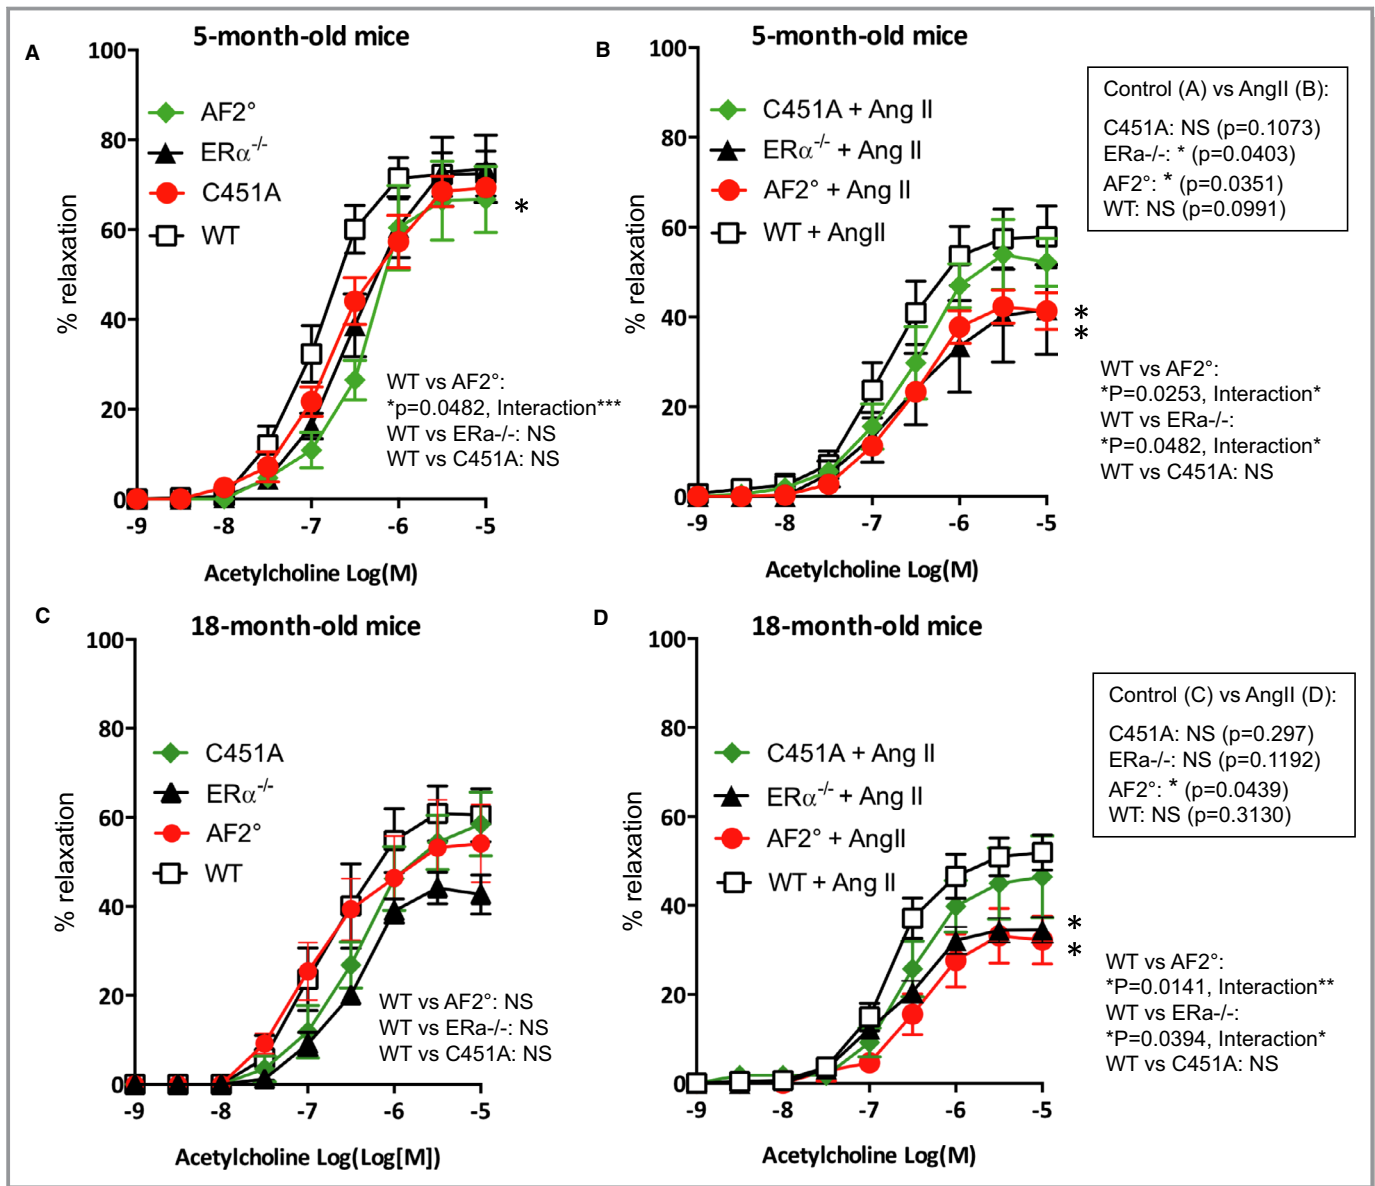 A
5-month-old mice
100
80
60
40
20
0
% relaxation
AF2°
ERα-/-
C451A
WT
*
WT vs AF2°:
*p=0.0482, Interaction***
WT vs ERa-/-: NS
WT vs C451A: NS
-9 -8 -7 -6 -5
Acetylcholine Log(M)
B
5-month-old mice
100
80
60
40
20
0
% relaxation
C451A + Ang II
ERα-/- + Ang II
AF2° + Ang II
WT + AngII
*
*
Control (A) vs AngII (B):
C451A: NS (p=0.1073)
ERa-/-: * (p=0.0403)
AF2°: * (p=0.0351)
WT: NS (p=0.0991)
WT vs AF2°:
*P=0.0253, Interaction*
WT vs ERa-/-:
*P=0.0482, Interaction*
WT vs C451A: NS
-9 -8 -7 -6 -5
Acetylcholine Log(M)
C
18-month-old mice
100
80
60
40
20
0
% relaxation
C451A
ERα-/-
AF2°
WT
WT vs AF2°: NS
WT vs ERa-/-: NS
WT vs C451A: NS
-9 -8 -7 -6 -5
Acetylcholine Log(Log[M])
D
18-month-old mice
100
80
60
40
20
0
% relaxation
C451A + Ang II
ERα-/- + Ang II
AF2° + AngII
WT + Ang II
*
*
Control (C) vs AngII (D):
C451A: NS (p=0.297)
ERa-/-: NS (p=0.1192)
AF2°: * (p=0.0439)
WT: NS (p=0.3130)
WT vs AF2°:
*P=0.0141, Interaction**
WT vs ERa-/-:
*P=0.0394, Interaction*
WT vs C451A: NS
-9 -8 -7 -6 -5
Acetylcholine Log(M)